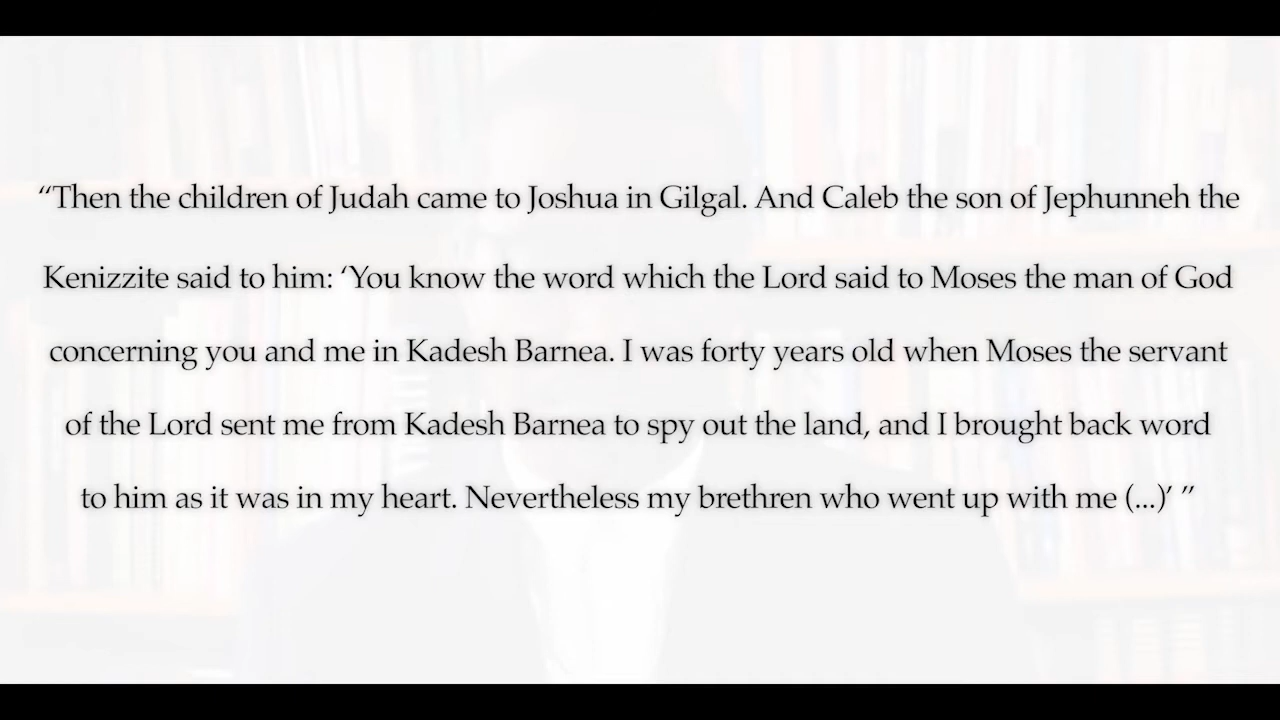 “Then the children of Judah came to Joshua in Gilgal. And Caleb the son of Jephunneh the
Kenizzite said to him: ‘You know the word which the Lord said to Moses the man of God
concerning you and me in Kadesh Barnea. I was forty years old when Moses the servant
of the Lord sent me from Kadesh Barnea to spy out the land, and I brought back word
to him as it was in my heart. Nevertheless my brethren who went up with me (...)’ ”